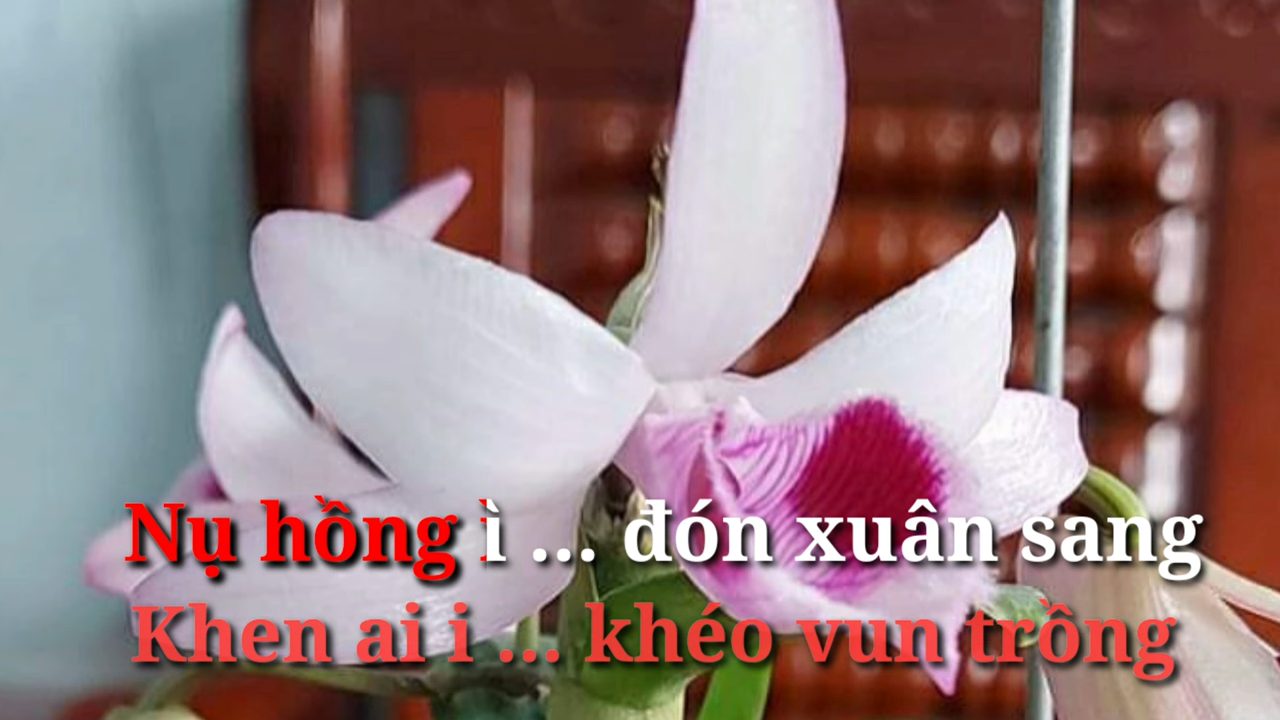 Nụ hồng ì ... đón xuân sang
Khen ai i ... khéo vun trồng